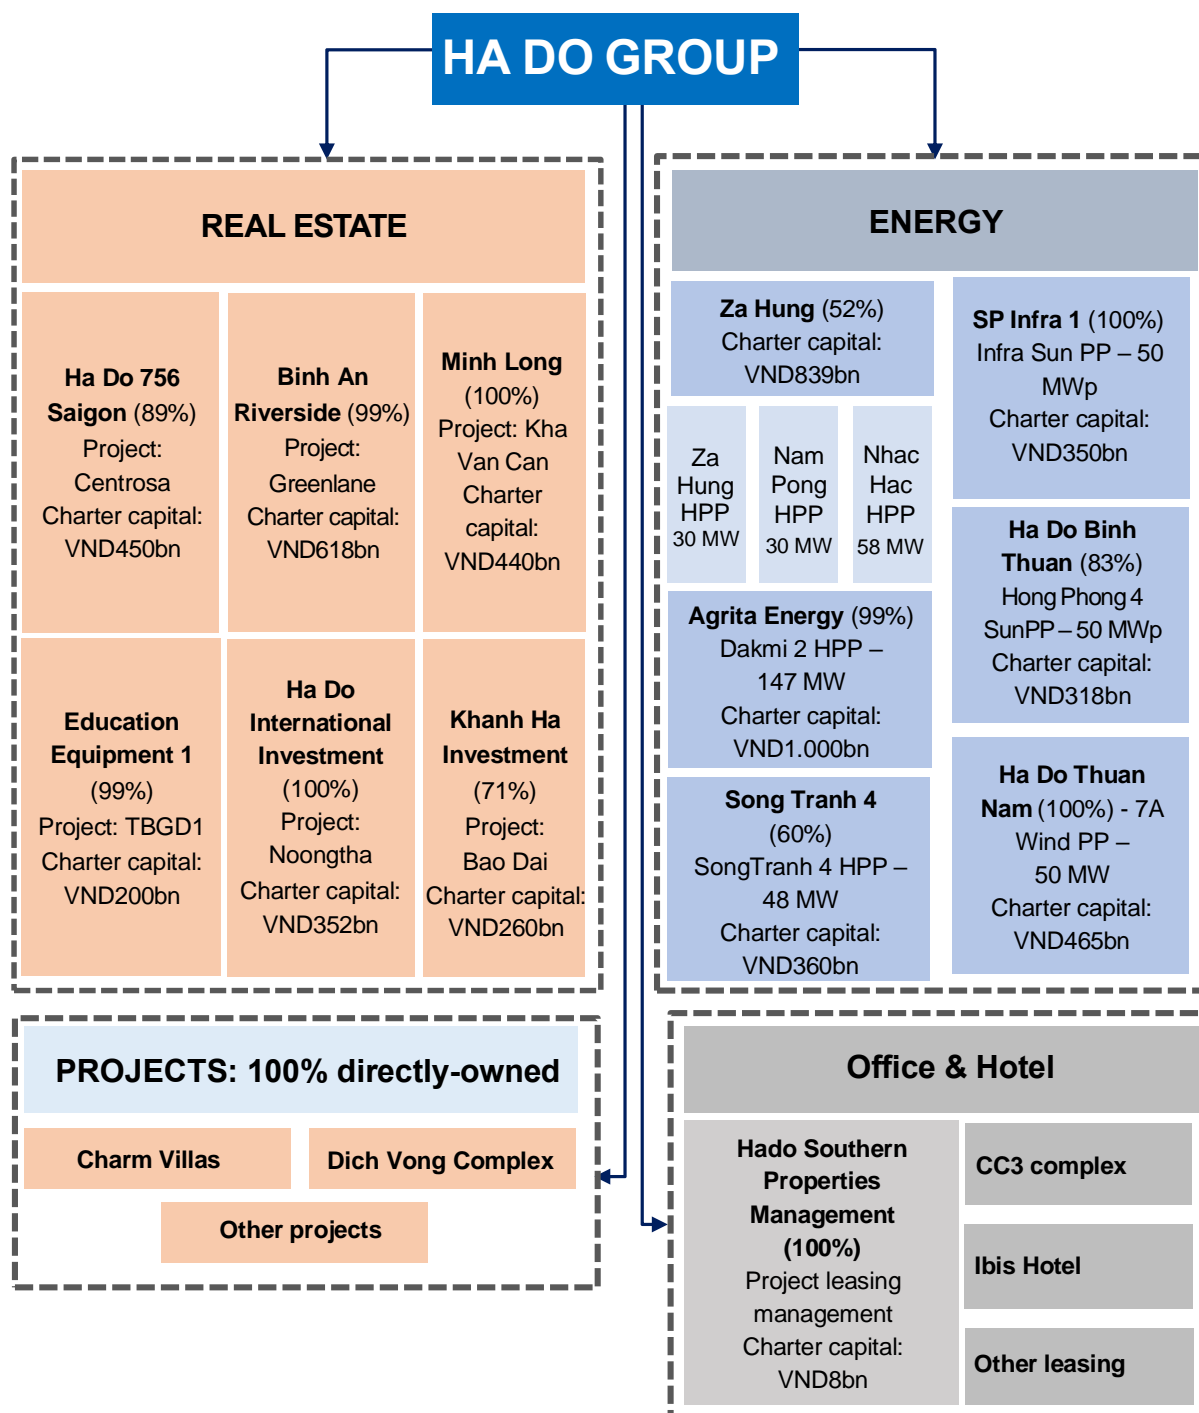 HA DO GROUP
REAL ESTATE
Ha Do 756
Saigon (89%)
Project:
Centrosa
Charter capital:
VND450bn
Binh An
Riverside (99%)
Project:
Greenlane
Charter capital:
VND618bn
Minh Long
(100%)
Project: Kha
Van Can
Charter
capital:
VND440bn
Education
Equipment 1
(99%)
Project: TBGD1
Charter capital:
VND200bn
Ha Do
International
Investment
(100%)
Project:
Noongtha
Charter capital:
VND352bn
Khanh Ha
Investment
(71%)
Project:
Bao Dai
Charter capital:
VND260bn
ENERGY
Za Hung (52%)
Charter capital:
VND839bn
Za
Hung
HPP
30 MW
Nam
Pong
HPP
30 MW
Nhac
Hac
HPP
58 MW
Agrita Energy (99%)
Dakmi 2 HPP –
147 MW
Charter capital:
VND1.000bn
Song Tranh 4
(60%)
SongTranh 4 HPP –
48 MW
Charter capital:
VND360bn
SP Infra 1 (100%)
Infra Sun PP – 50
MWp
Charter capital:
VND350bn
Ha Do Binh
Thuan (83%)
Hong Phong 4
SunPP – 50 MWp
Charter capital:
VND318bn
Ha Do Thuan
Nam (100%) - 7A
Wind PP –
50 MW
Charter capital:
VND465bn
PROJECTS: 100% directly-owned
Charm Villas
Dich Vong Complex
Other projects
Office & Hotel
Hado Southern
Properties
Management
(100%)
Project leasing
management
Charter capital:
VND8bn
CC3 complex
Ibis Hotel
Other leasing